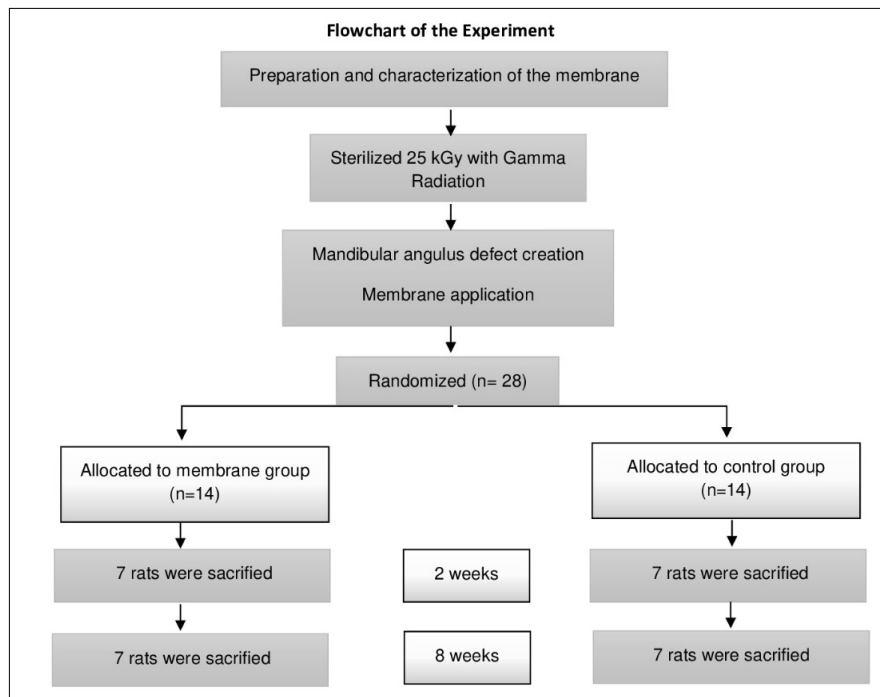 Flowchart of the Experiment
Preparation and characterization of the membrane
Sterilized 25 kGy with Gamma
Radiation
Mandibular angulus defect creation
Membrane application
Randomized (n= 28)
Allocated to membrane group
(n=14)
Allocated to control group
(n=14)
7 rats were sacrified
2 weeks
7 rats were sacrified
7 rats were sacrified
8 weeks
7 rats were sacrified